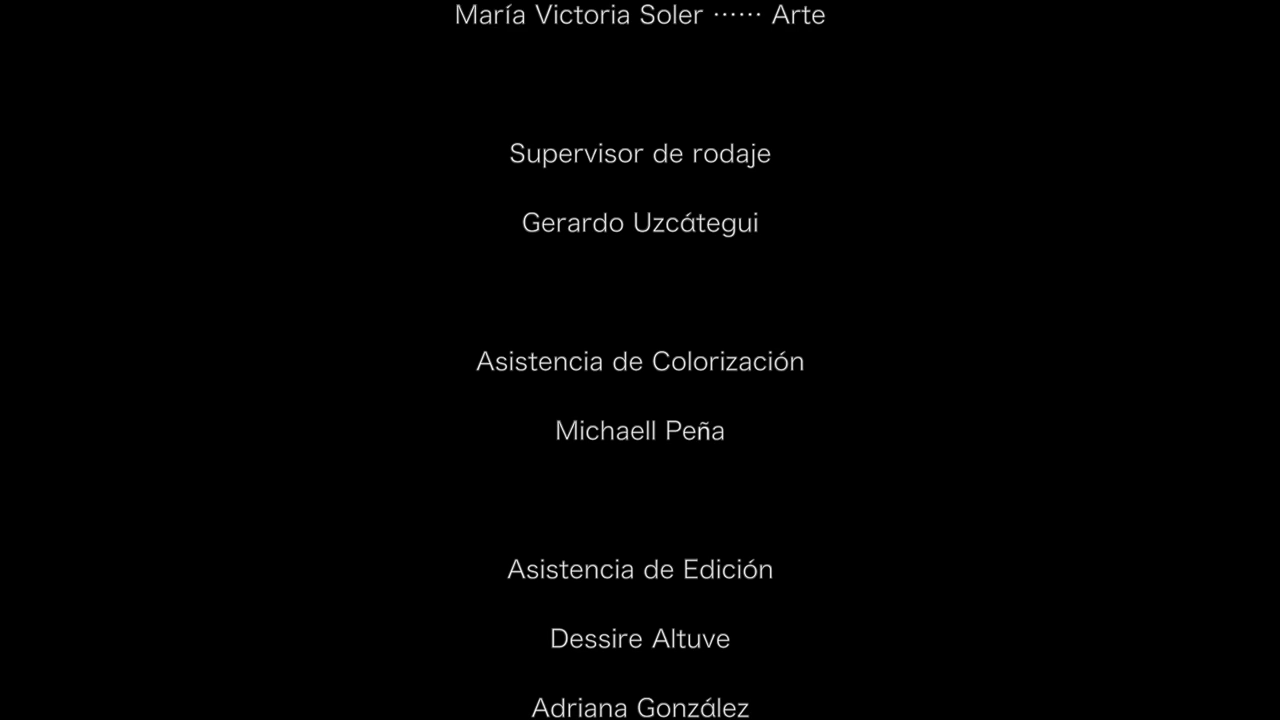 María Victoria Soler ······ Arte
Supervisor de rodaje
Gerardo Uzcátegui
Asistencia de Colorización
Michaell Peña
Asistencia de Edición
Dessire Altuve
Adriana González